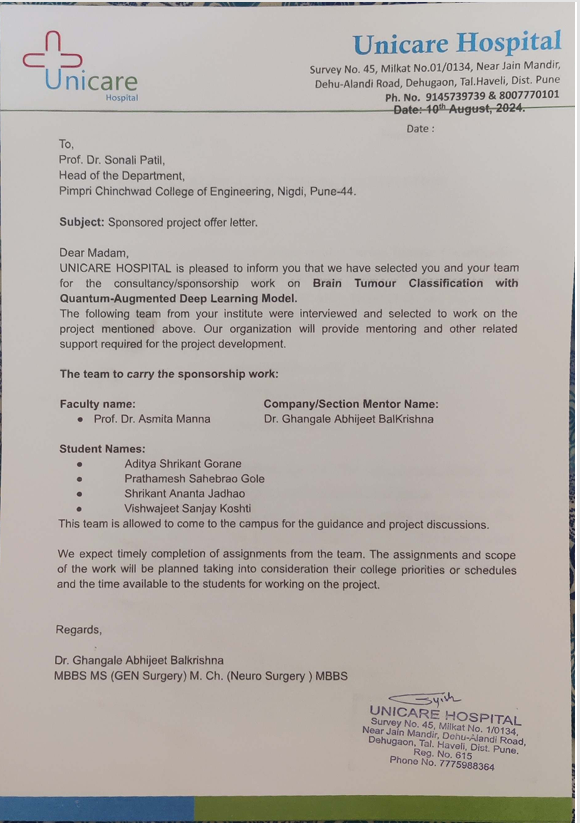 Unicare
Hospital
Unicare Hospital
Survey No. 45, Milkat No.01/0134, Near Jain Mandir,
Dehu-Alandi Road, Dehugaon, Tal.Haveli, Dist. Pune
Ph. No. 9145739739 & 8007770101
Date: 10th August, 2024.
Date :
To,
Prof. Dr. Sonali Patil,
Head of the Department,
Pimpri Chinchwad College of Engineering, Nigdi, Pune-44.
Subject: Sponsored project offer letter.
Dear Madam,
UNICARE HOSPITAL is pleased to inform you that we have selected you and your team
for the consultancy/sponsorship work on Brain Tumour Classification with
Quantum-Augmented Deep Learning Model.
The following team from your institute were interviewed and selected to work on the
project mentioned above. Our organization will provide mentoring and other related
support required for the project development.
The team to carry the sponsorship work:
Faculty name: Company/Section Mentor Name:
• Prof. Dr. Asmita Manna Dr. Ghangale Abhijeet BalKrishna
Student Names:
• Aditya Shrikant Gorane
• Prathamesh Sahebrao Gole
• Shrikant Ananta Jadhao
• Vishwajeet Sanjay Koshti
This team is allowed to come to the campus for the guidance and project discussions.
We expect timely completion of assignments from the team. The assignments and scope
of the work will be planned taking into consideration their college priorities or schedules
and the time available to the students for working on the project.
Regards,
Dr. Ghangale Abhijeet Balkrishna
MBBS MS (GEN Surgery) M. Ch. (Neuro Surgery ) MBBS
UNICARE HOSPITAL
Survey No. 45, Milkat No. 1/0134,
Near Jain Mandir, Dehu-Alandi Road,
Dehugaon, Tal. Haveli, Dist. Pune.
Reg. No. 615
Phone No. 7775988364